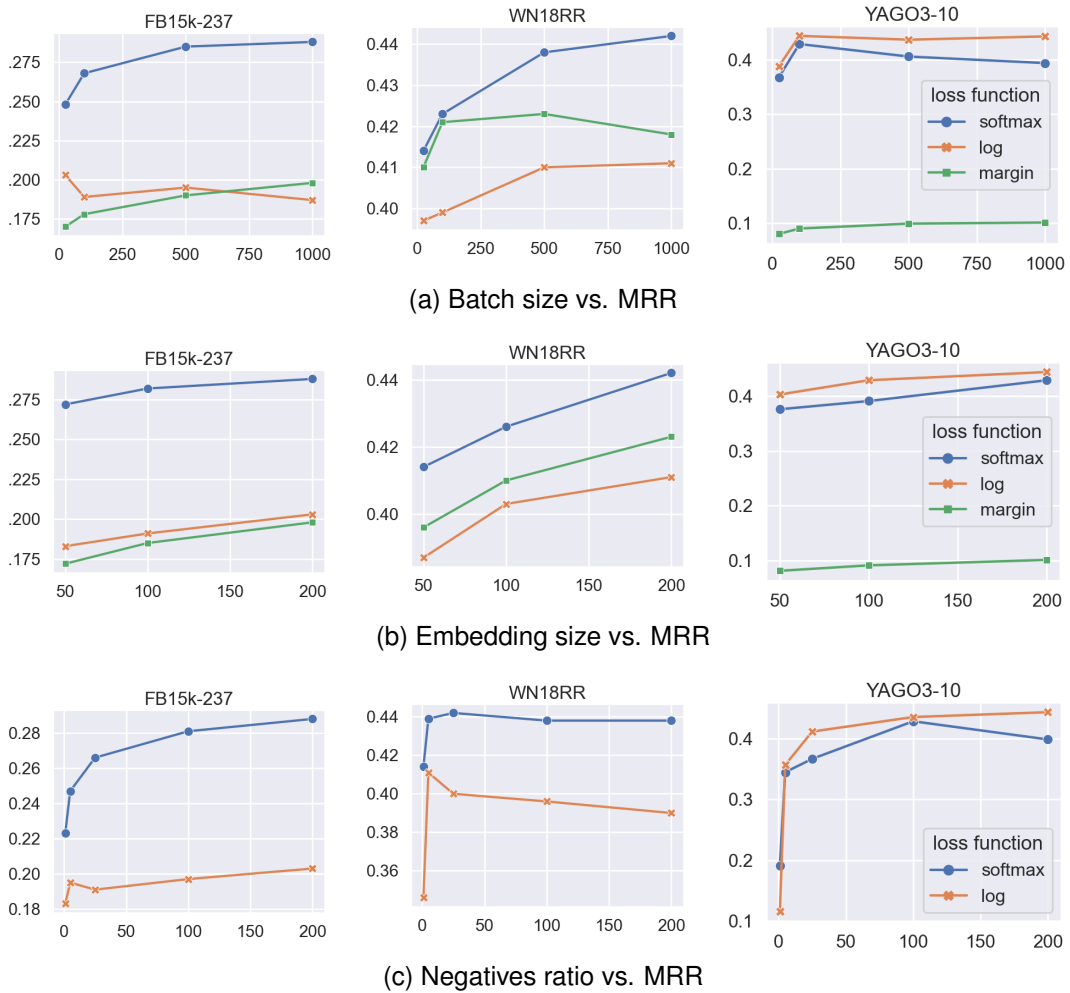 FB15k-237 WN18RR YAGO3-10
.275
.250
.225
.200
.175
0 250 500 750 1000
0.44
0.43
0.42
0.41
0.40
0 250 500 750 1000
0.4
0.3
0.2
0.1
0 250 500 750 1000
loss function
softmax
log
margin
(a) Batch size vs. MRR
FB15k-237 WN18RR YAGO3-10
.275
.250
.225
.200
.175
50 100 150 200
0.44
0.42
0.40
50 100 150 200
0.4
0.3
0.2
0.1
50 100 150 200
loss function
softmax
log
margin
(b) Embedding size vs. MRR
FB15k-237 WN18RR YAGO3-10
0.28
0.26
0.24
0.22
0.20
0.18
0 50 100 150 200
0.44
0.42
0.40
0.38
0.36
0 50 100 150 200
0.4
0.3
0.2
0.1
0 50 100 150 200
loss function
softmax
log
(c) Negatives ratio vs. MRR